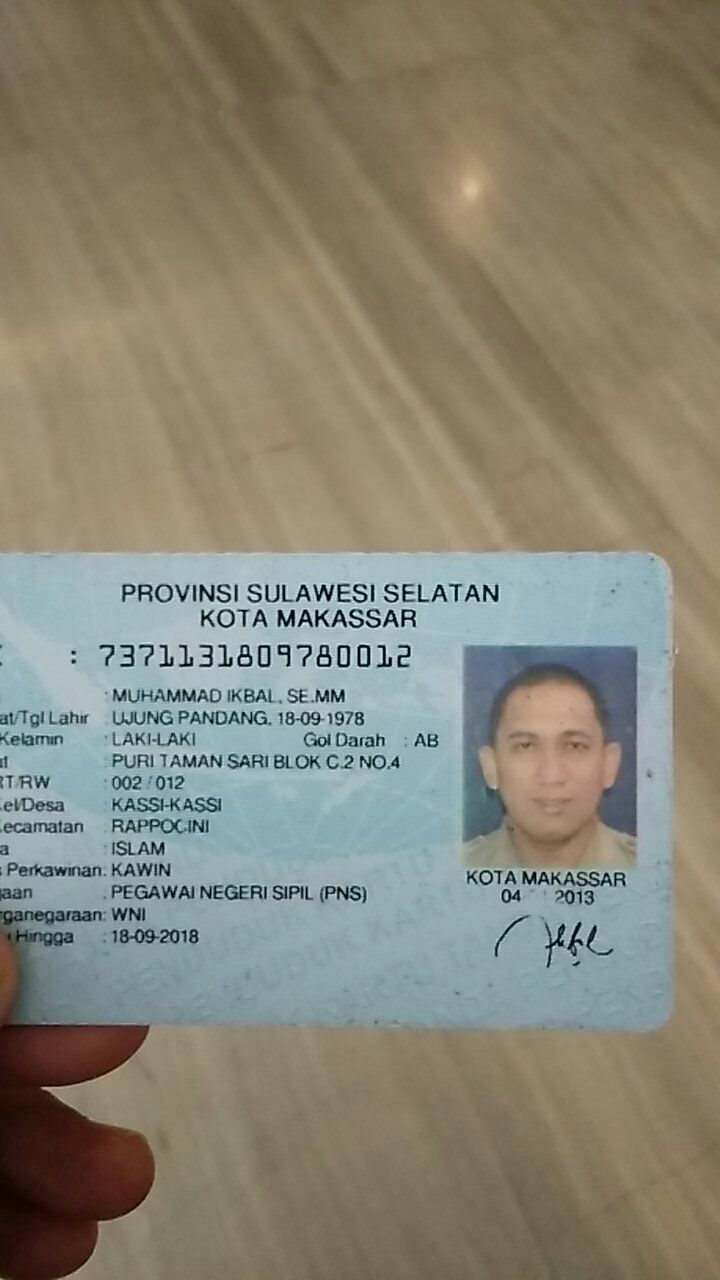 PROVINSI SULAWESI SELATAN
KOTA MAKASSAR
: 7371131809780012
: MUHAMMAD IKBAL, SE.MM
at/Tgl Lahir : UJUNG PANDANG, 18-09-1978
Kelamin : LAKI-LAKI Gol Darah : AB
: PURI TAMAN SARI BLOK C.2 NO.4
RT/RW : 002 / 012
Kel/Desa : KASSI-KASSI
ecamatan : RAPPOCINI
a : ISLAM
Perkawinan: KAWIN
aan : PEGAWAI NEGERI SIPIL (PNS)
rganegaraan: WNI
Hingga : 18-09-2018
KOTA MAKASSAR
04 2013